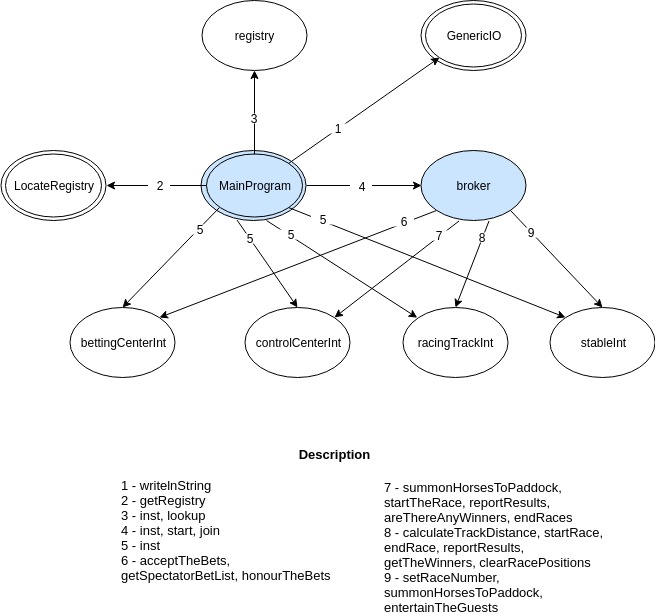 registry
GenericIO
3
1
LocateRegistry
2
MainProgram
4
broker
5
5
5
5
6
7
8
9
bettingCenterInt
controlCenterInt
racingTrackInt
stableInt
Description
1 - writelnString
2 - getRegistry
3 - inst, lookup
4 - inst, start, join
5 - inst
6 - acceptTheBets,
getSpectatorBetList, honourTheBets
7 - summonHorsesToPaddock,
startTheRace, reportResults,
areThereAnyWinners, endRaces
8 - calculateTrackDistance, startRace,
endRace, reportResults,
getTheWinners, clearRacePositions
9 - setRaceNumber,
summonHorsesToPaddock,
entertainTheGuests